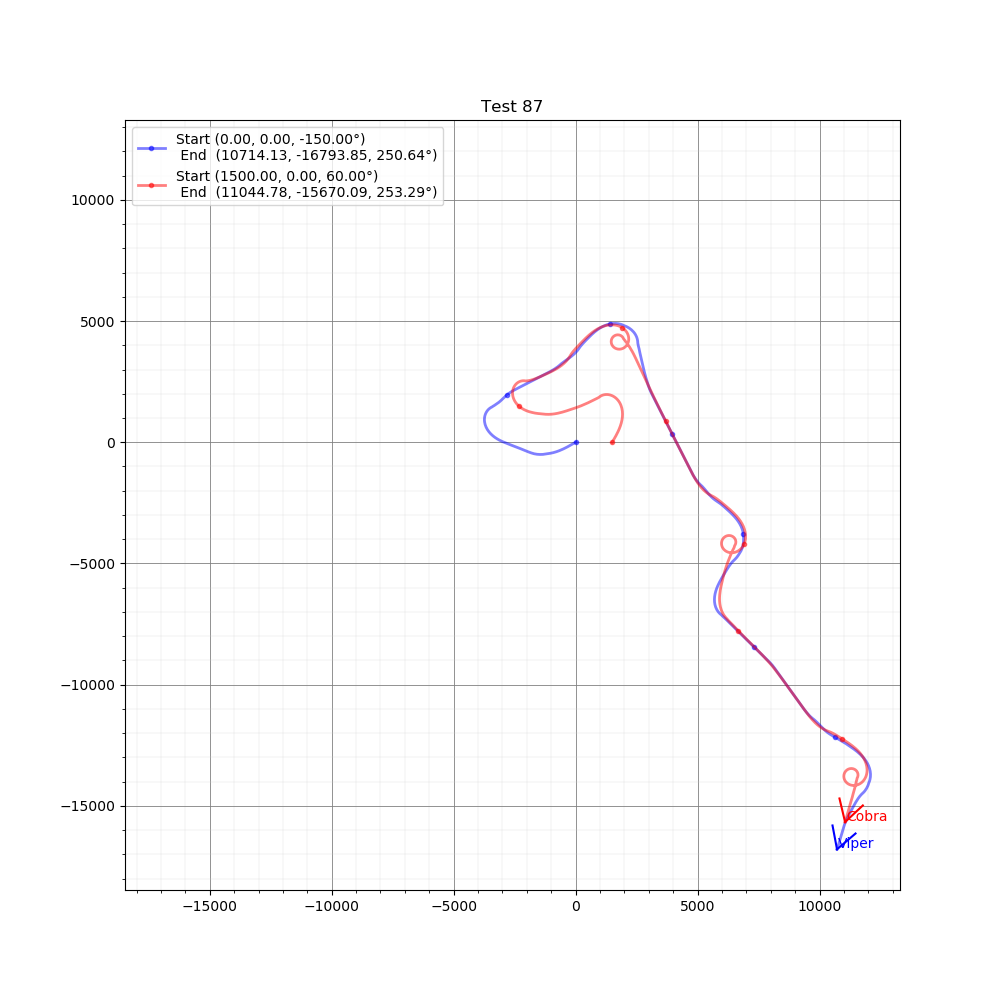 Test 87
Start (0.00, 0.00, -150.00°)
End (10714.13, -16793.85, 250.64°)
Start (1500.00, 0.00, 60.00°)
End (11044.78, -15670.09, 253.29°)
10000
5000
0
−5000
−10000
−15000
Cobra
Viper
−15000 −10000 −5000 0 5000 10000